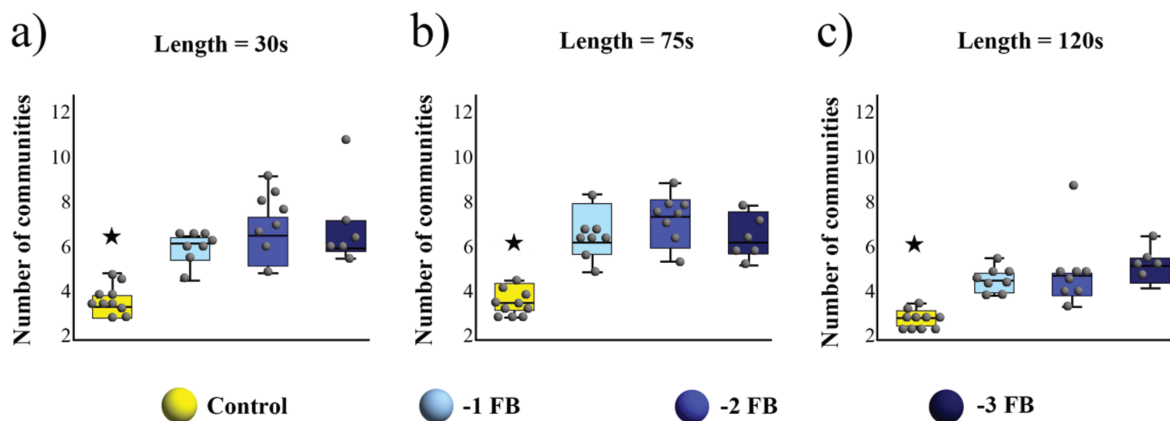 a)
Length = 30s
Number of communities
12
10
8
6
4
2
b)
Length = 75s
Number of communities
12
10
8
6
4
2
c)
Length = 120s
Number of communities
12
10
8
6
4
2
Control
-1 FB
-2 FB
-3 FB